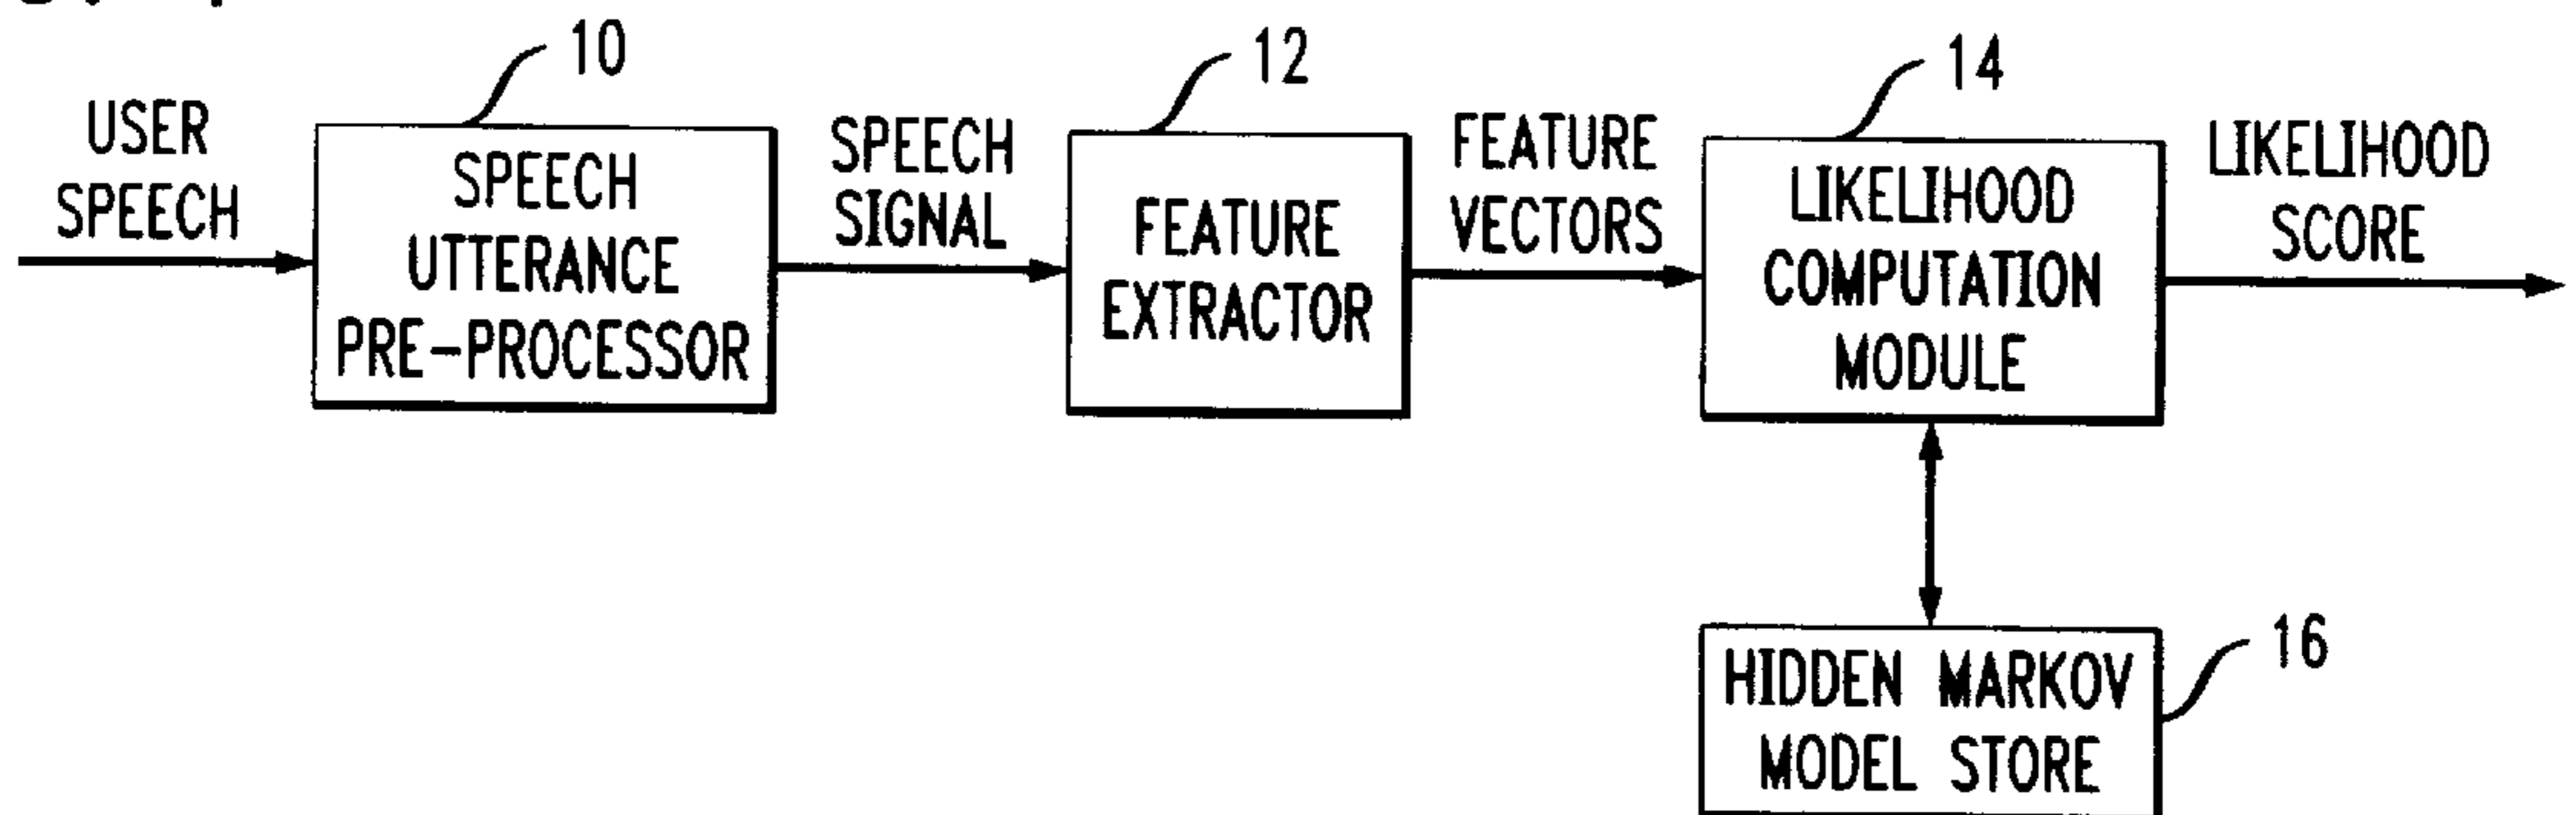 10
12
14
USER
SPEECH
SPEECH
UTTERANCE
PRE-PROCESSOR
SPEECH
SIGNAL
FEATURE
EXTRACTOR
FEATURE
VECTORS
LIKELIHOOD
COMPUTATION
MODULE
LIKELIHOOD
SCORE
HIDDEN MARKOV
MODEL STORE
16